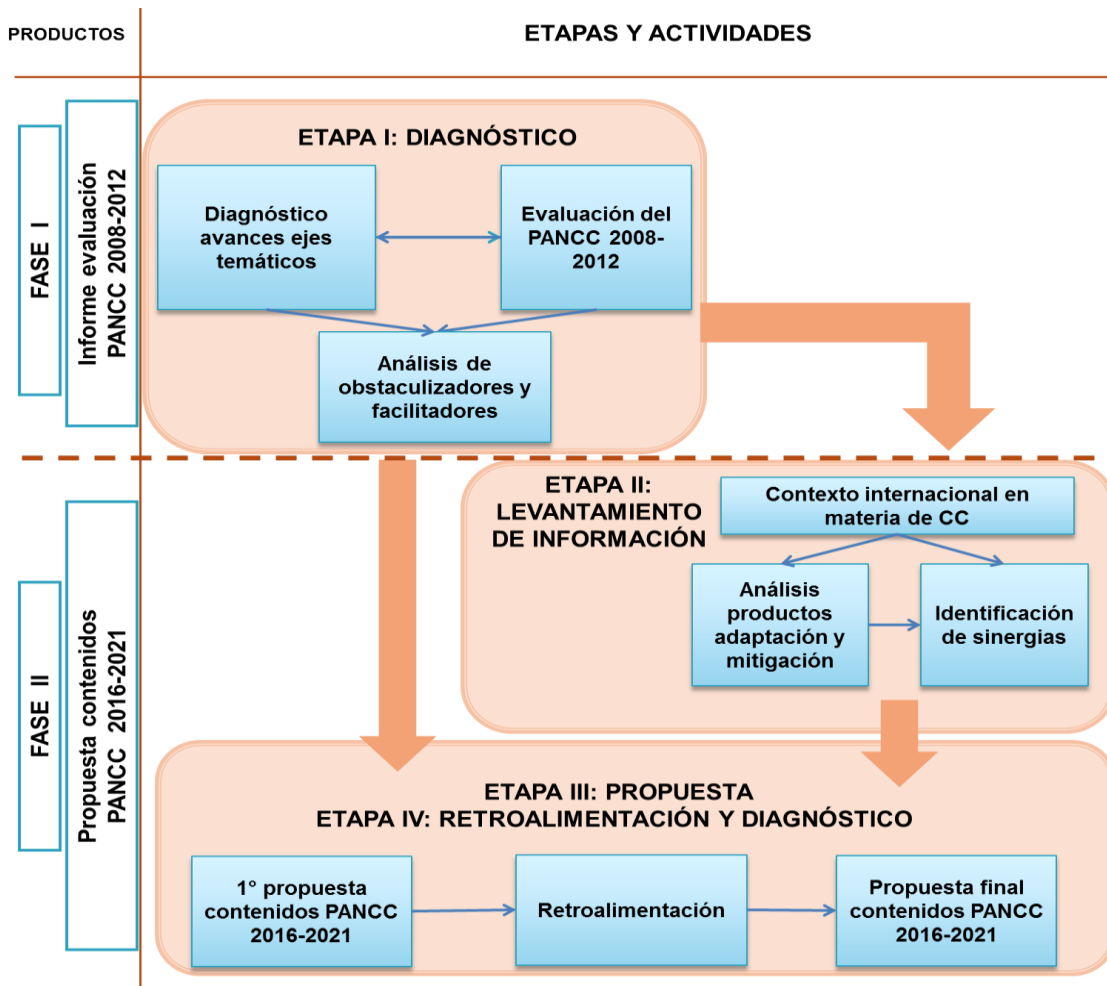 PRODUCTOS
ETAPAS Y ACTIVIDADES
FASE I
Informe evaluación
PANCC 2008-2012
ETAPA I: DIAGNÓSTICO
Diagnóstico
avances ejes
temáticos
Evaluación del
PANCC 2008-
2012
Análisis de
obstaculizadores y
facilitadores
FASE II
Propuesta contenidos
PANCC 2016-2021
ETAPA II:
LEVANTAMIENTO
DE INFORMACIÓN
Contexto internacional en
materia de CC
Análisis
productos
adaptación y
mitigación
Identificación
de sinergias
ETAPA III: PROPUESTA
ETAPA IV: RETROALIMENTACIÓN Y DIAGNÓSTICO
1° propuesta
contenidos PANCC
2016-2021
Retroalimentación
Propuesta final
contenidos PANCC
2016-2021